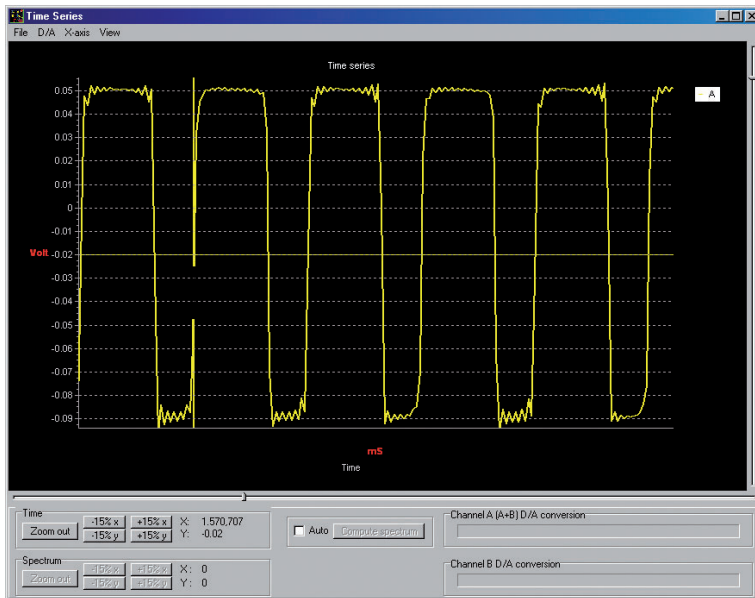 Time Series
File D/A X-axis View
Time series
A
0.05
0.04
0.03
0.02
0.01
0
-0.01
Volt -0.02
-0.03
-0.04
-0.05
-0.06
-0.07
-0.08
-0.09
mS
Time
Time
Zoom out -15% x +15% x X: 1.570,707
-15% y +15% y Y: -0.02
Auto Compute spectrum
Channel A (A+B) D/A conversion
Spectrum
Zoom out -15% x +15% x X: 0
-15% y +15% y Y: 0
Channel B D/A conversion